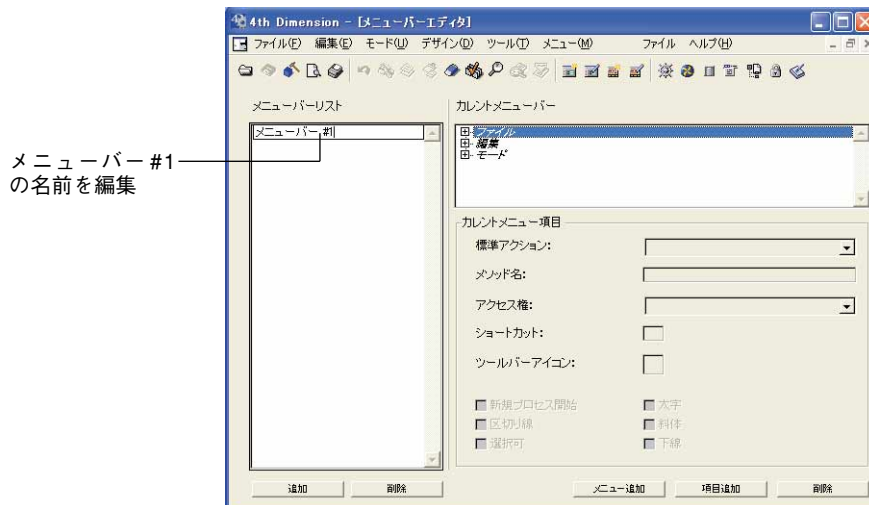 4th Dimension - [メニューバーエディタ]
ファイル(F) 編集(E) モード(U) デザイン(D) ツール(T) メニュー(M) ファイル ヘルプ(H)
メニューバーリスト
カレントメニューバー
メニューバー #1
ファイル
編集
モード
メニューバー#1
の名前を編集
カレントメニュー項目
標準アクション:
メソッド名:
アクセス権:
ショートカット:
ツールバーアイコン:
新規プロセス開始
太字
区切り線
斜体
選択可
下線
追加
削除
メニュー追加
項目追加
削除